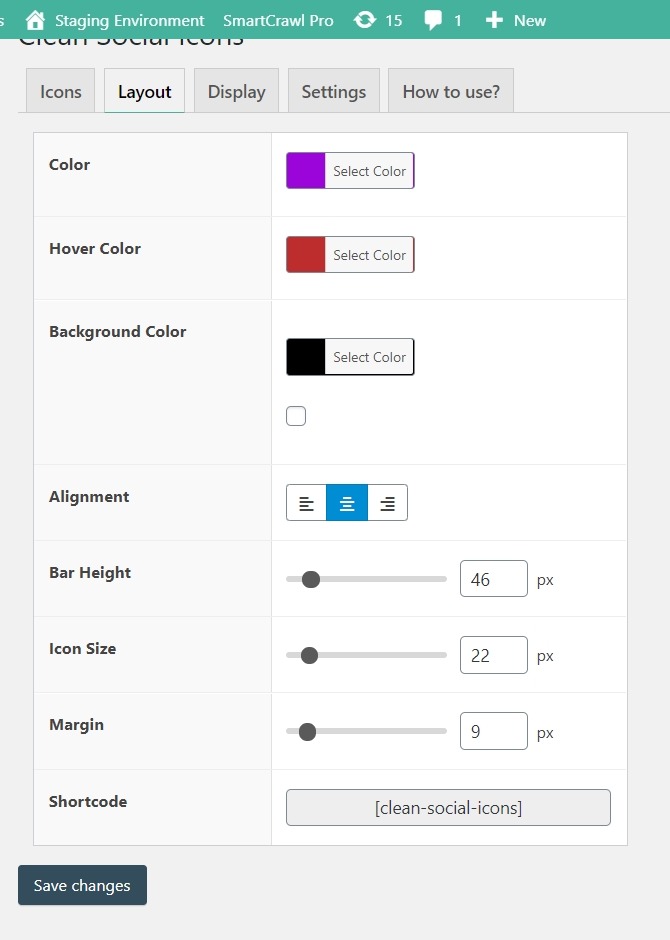 s Staging Environment SmartCrawl Pro 15 1 New
Clean Social Icons
Icons Layout Display Settings How to use?
Color Select Color
Hover Color Select Color
Background Color
Select Color
Alignment
Bar Height 46 px
Icon Size 22 px
Margin 9 px
Shortcode [clean-social-icons]
Save changes